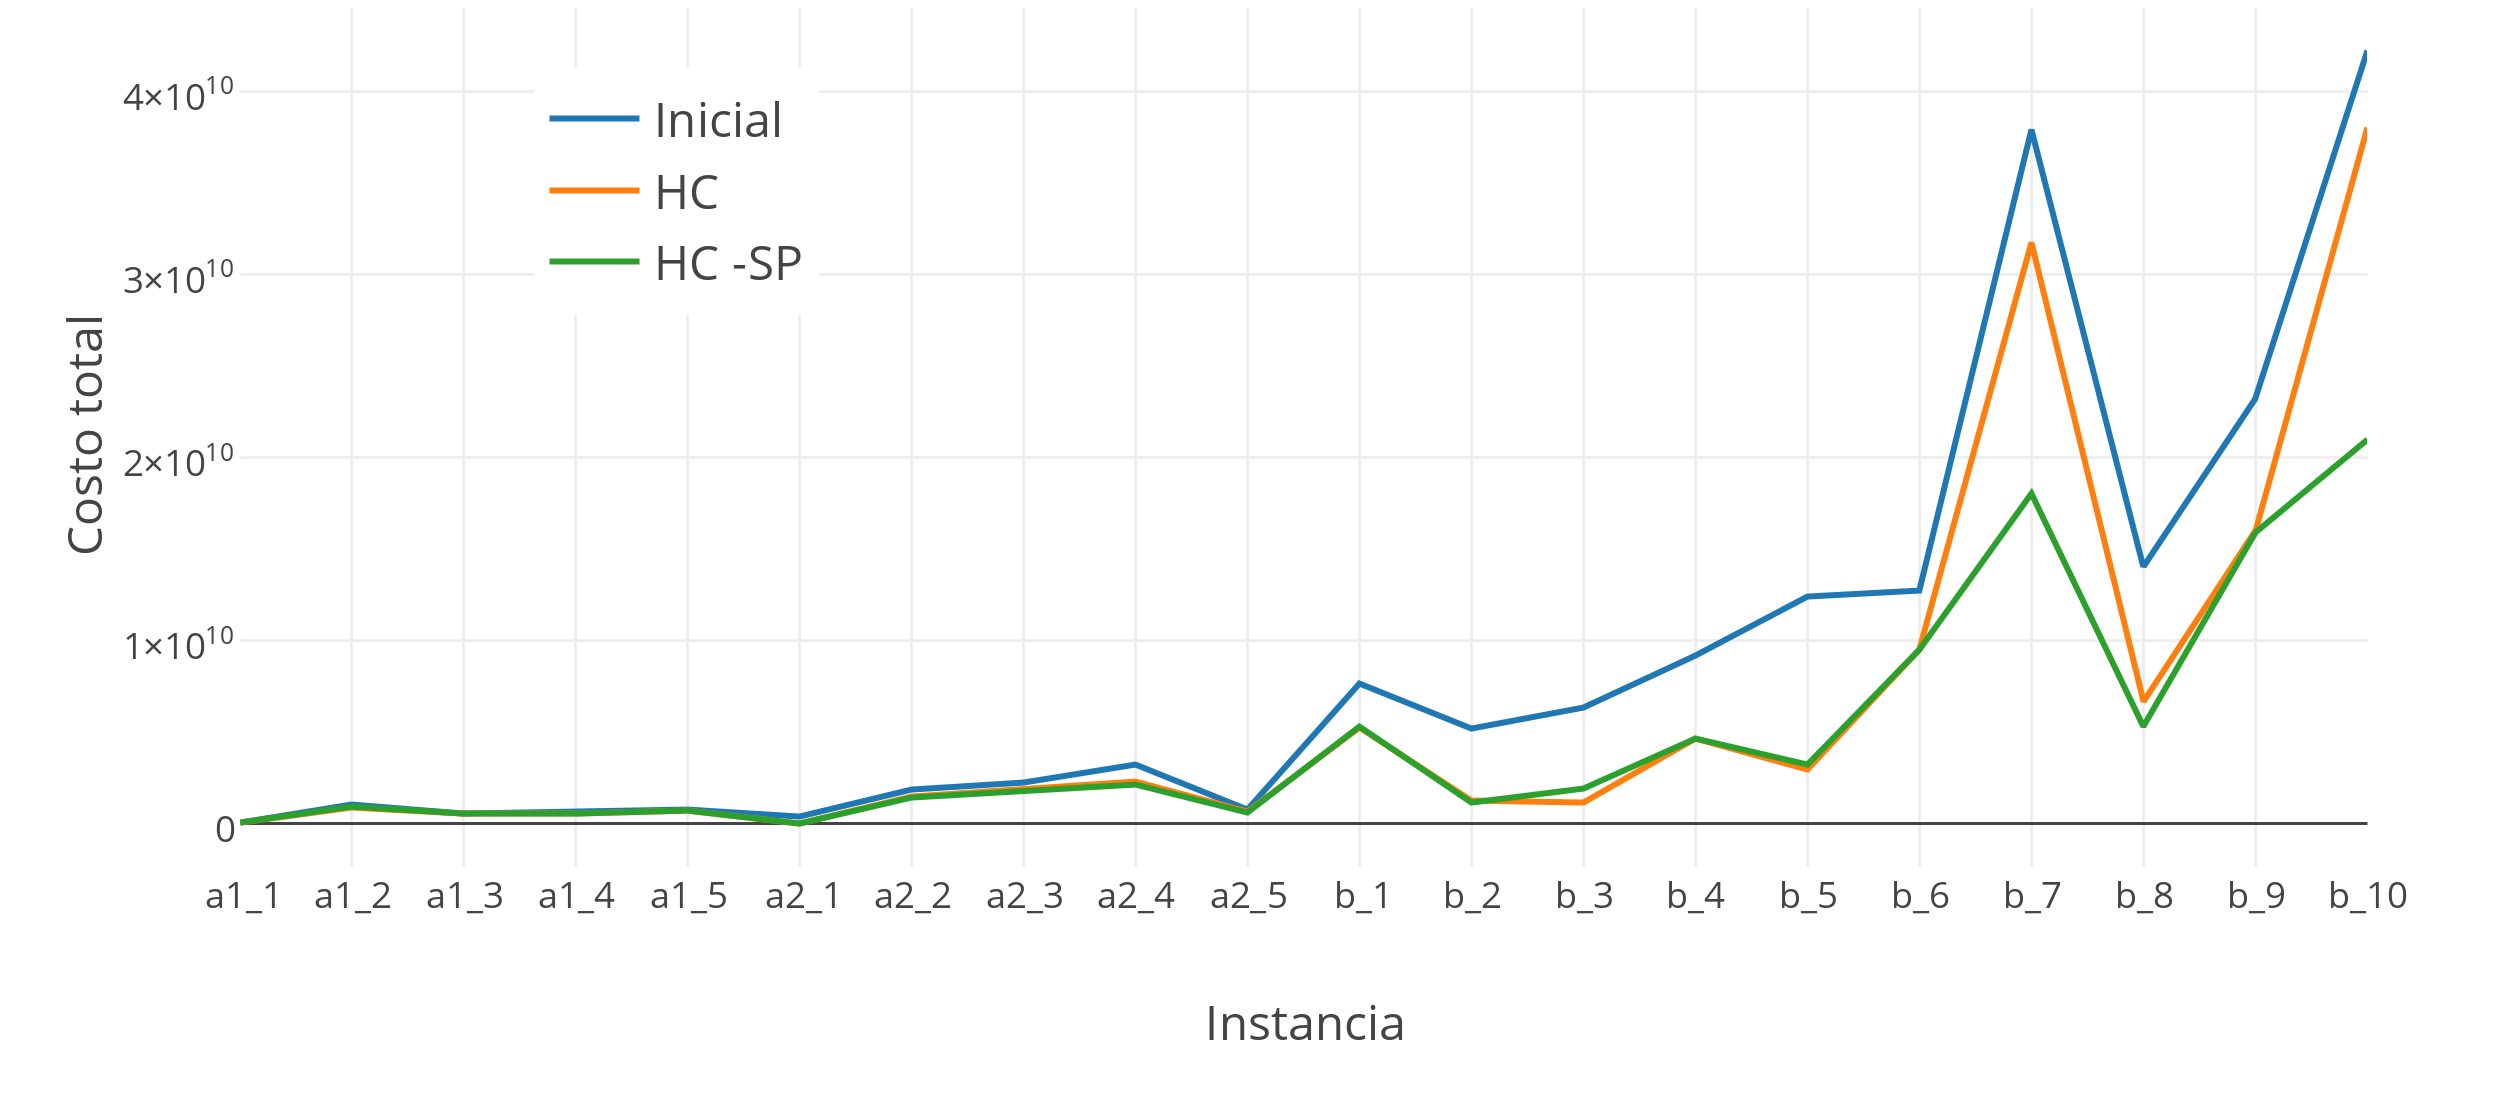 4×10¹⁰
3×10¹⁰
2×10¹⁰
1×10¹⁰
0
Costo total
Inicial
HC
HC -SP
a1_1 a1_2 a1_3 a1_4 a1_5 a2_1 a2_2 a2_3 a2_4 a2_5 b_1 b_2 b_3 b_4 b_5 b_6 b_7 b_8 b_9 b_10
Instancia